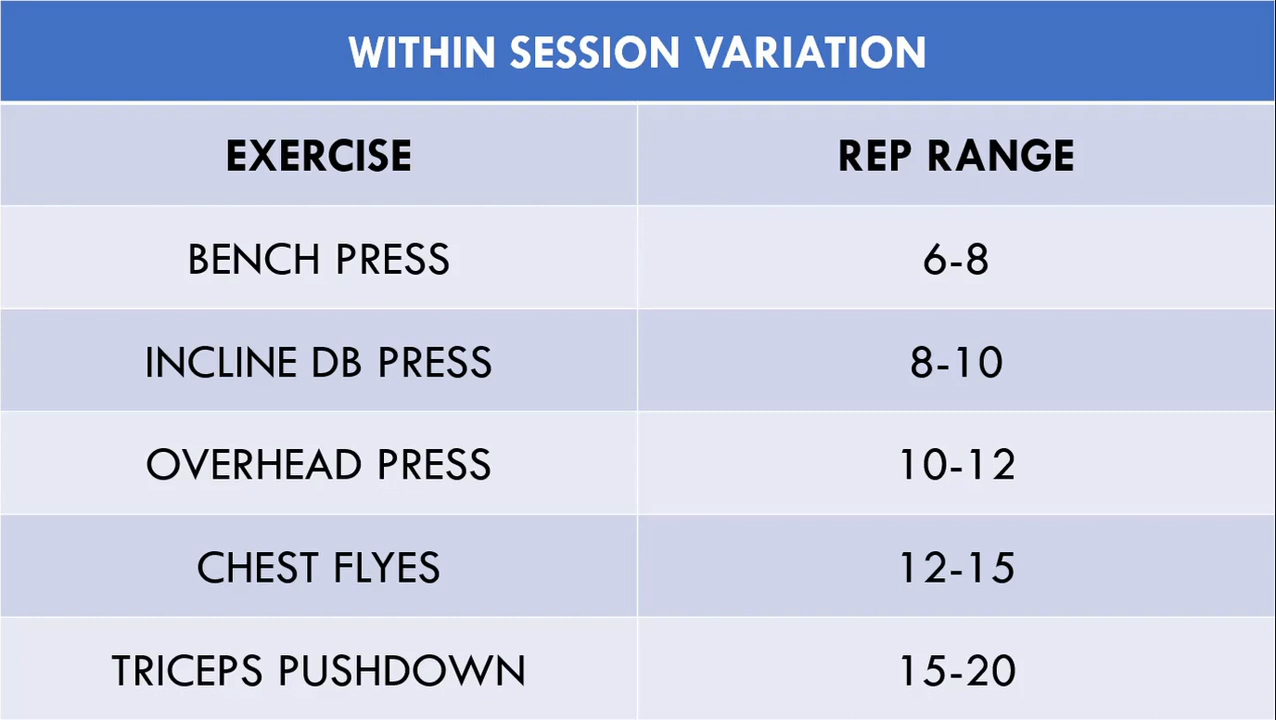 WITHIN SESSION VARIATION
EXERCISE REP RANGE
BENCH PRESS 6-8
INCLINE DB PRESS 8-10
OVERHEAD PRESS 10-12
CHEST FLYES 12-15
TRICEPS PUSHDOWN 15-20